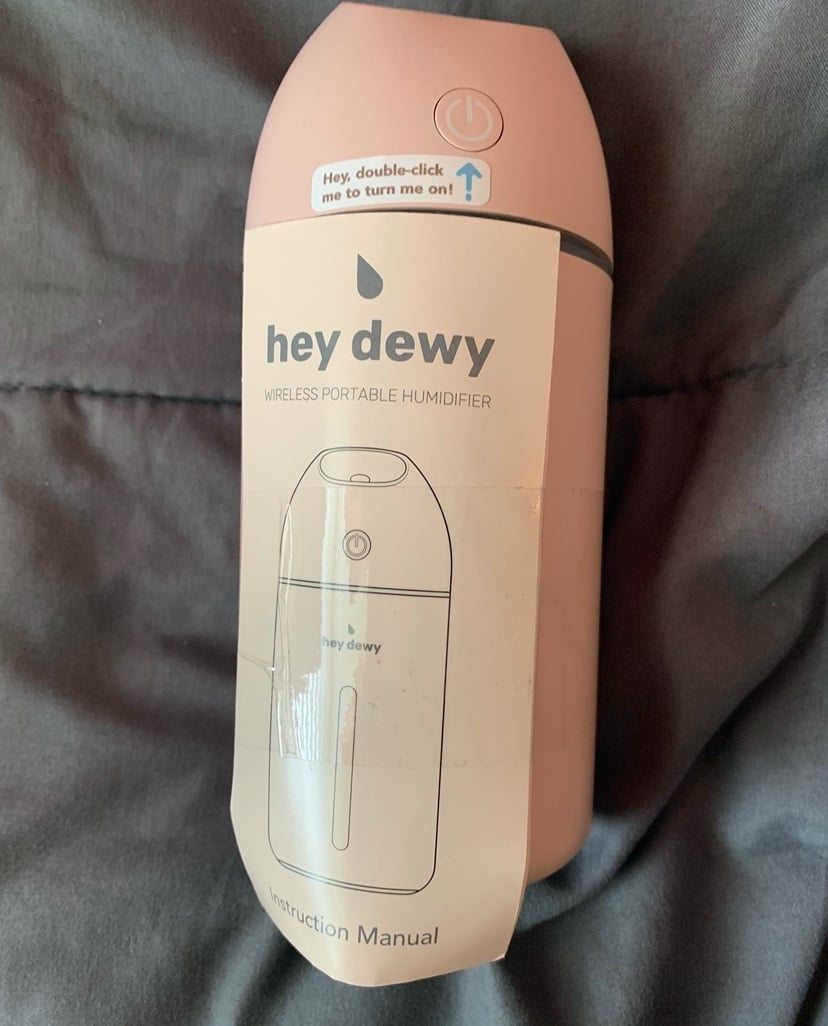 Hey, double-click
me to turn me on!
hey dewy
WIRELESS PORTABLE HUMIDIFIER
hey dewy
Instruction Manual